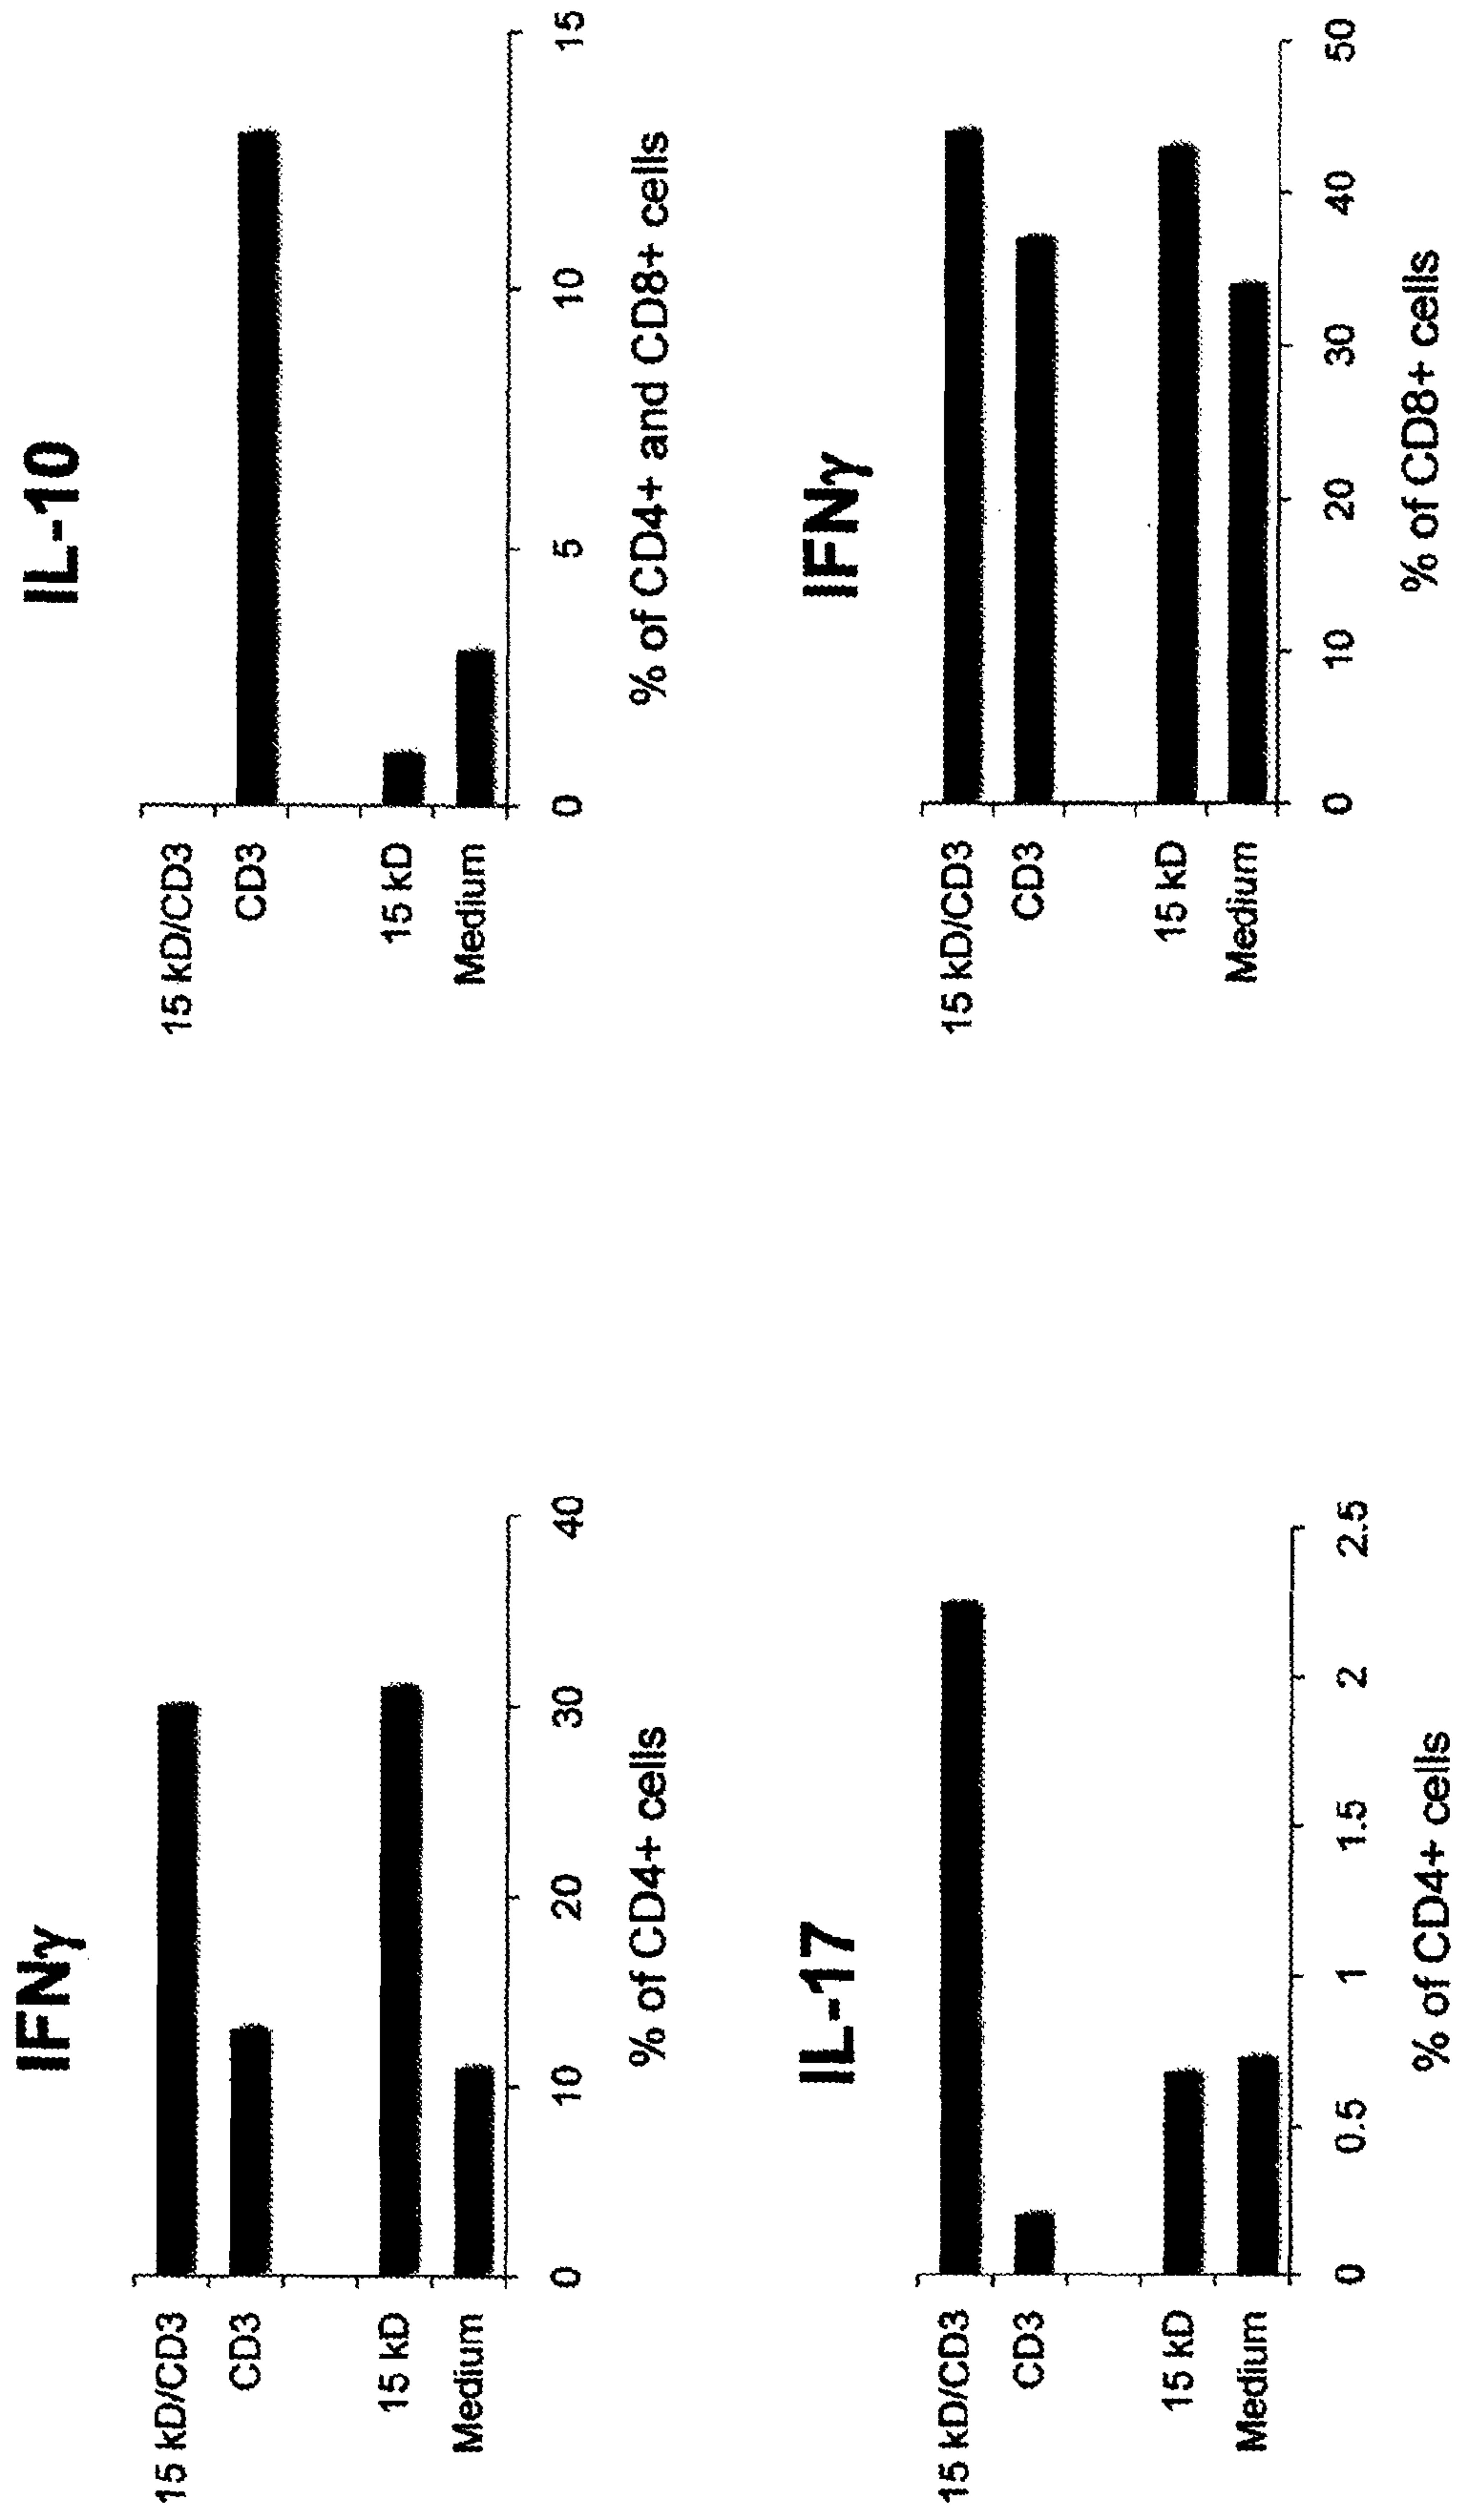 IFNγ
15 kD/CD3
CD3
15 kD
Medium
0 10 20 30 40
% of CD4+ cells
IL-10
15 kD/CD3
CD3
15 kD
Medium
0 5 10 15
% of CD4+ and CD8+ cells
IL-17
15 kD/CD3
CD3
15 kD
Medium
0 0.5 1 1.5 2 2.5
% of CD4+ cells
IFNγ
15 kD/CD3
CD3
15 kD
Medium
0 10 20 30 40 50
% of CD8+ cells